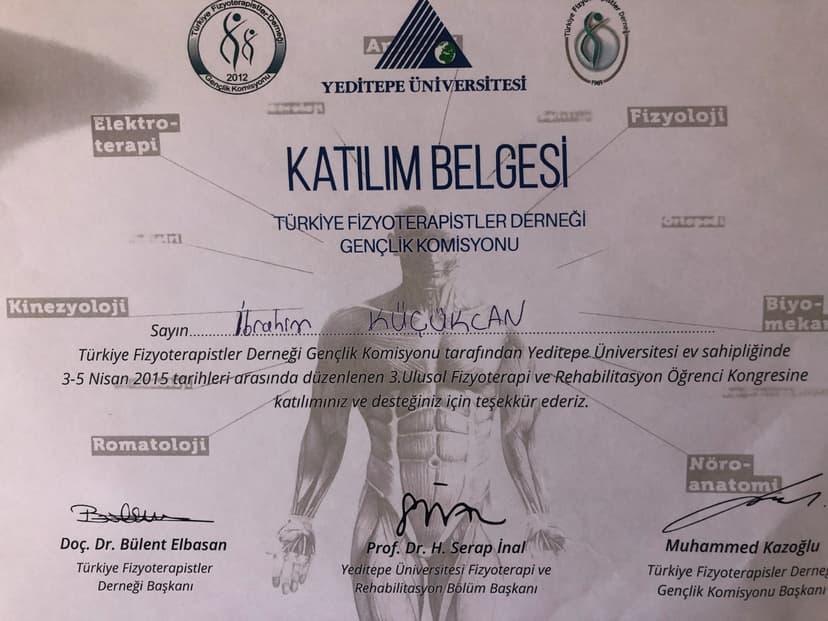 Türkiye Fizyoterapistler Derneği
2012
Gençlik Komisyonu
YEDİTEPE ÜNİVERSİTESİ
Elektro-
terapi
Fizyoloji
KATILIM BELGESİ
TÜRKİYE FİZYOTERAPİSTLER DERNEĞİ
GENÇLİK KOMİSYONU
Ortopedi
Kinezyoloji
Biyo-
mekan
Sayın İbrahim KÜÇÜKCAN
Türkiye Fizyoterapistler Derneği Gençlik Komisyonu tarafından Yeditepe Üniversitesi ev sahipliğinde
3-5 Nisan 2015 tarihleri arasında düzenlenen 3.Ulusal Fizyoterapi ve Rehabilitasyon Öğrenci Kongresine
katılımınız ve desteğiniz için teşekkür ederiz.
Romatoloji
Nöro-
anatomi
Doç. Dr. Bülent Elbasan
Türkiye Fizyoterapistler
Derneği Başkanı
Prof. Dr. H. Serap İnal
Yeditepe Üniversitesi Fizyoterapi ve
Rehabilitasyon Bölüm Başkanı
Muhammed Kazoğlu
Türkiye Fizyoterapisler Derneğ
Gençlik Komisyonu Başkanı